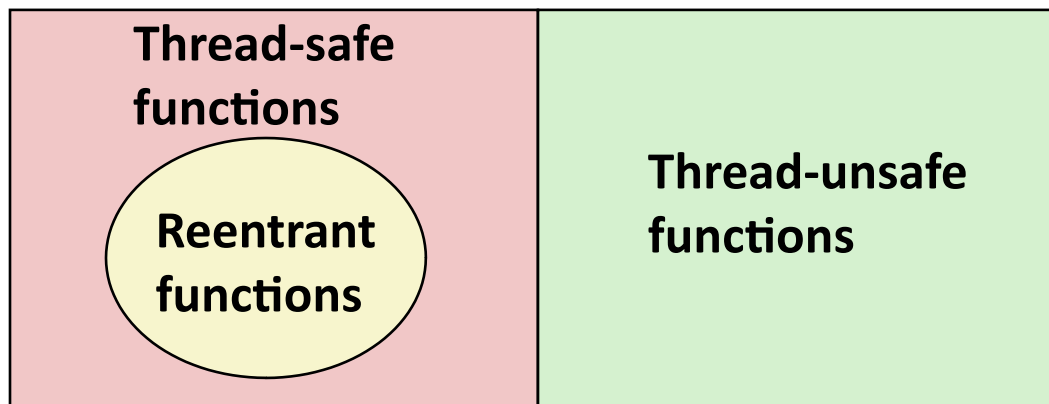 Thread-safe
functions
Reentrant
functions
Thread-unsafe
functions